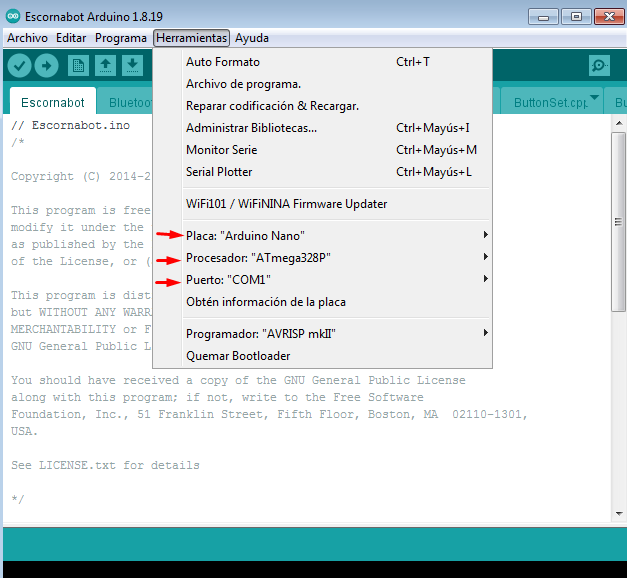 Escornabot Arduino 1.8.19
Archivo Editar Programa Herramientas Ayuda
Escornabot Bluetoo ButtonSet.cpp Bu
Auto Formato Ctrl+T
Archivo de programa.
Reparar codificación & Recargar.
Administrar Bibliotecas... Ctrl+Mayús+I
Monitor Serie Ctrl+Mayús+M
Serial Plotter Ctrl+Mayús+L
WiFi101 / WiFiNINA Firmware Updater
Placa: "Arduino Nano"
Procesador: "ATmega328P"
Puerto: "COM1"
Obtén información de la placa
Programador: "AVRISP mkII"
Quemar Bootloader
// Escornabot.ino
/*
Copyright (C) 2014-2
This program is free
modify it under the
as published by the
of the License, or (
This program is dist
but WITHOUT ANY WARR
MERCHANTABILITY or F
GNU General Public L
You should have received a copy of the GNU General Public License
along with this program; if not, write to the Free Software
Foundation, Inc., 51 Franklin Street, Fifth Floor, Boston, MA 02110-1301,
USA.
See LICENSE.txt for details
*/